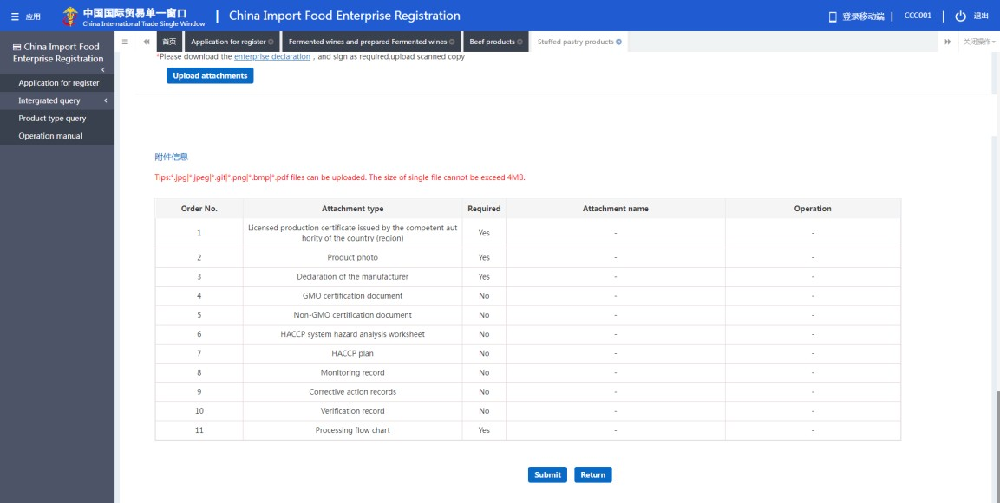 应用
中国国际贸易单一窗口
China International Trade Single Window
| China Import Food Enterprise Registration
登录移动端 | CCC001 | 退出
China Import Food
Enterprise Registration
Application for register
Intergrated query
Product type query
Operation manual
首页 Application for register Fermented wines and prepared Fermented wines Beef products Stuffed pastry products 关闭操作
*Please download the enterprise declaration , and sign as required,upload scanned copy
Upload attachments
附件信息
Tips:*.jpg|*.jpeg|*.gif|*.png|*.bmp|*.pdf files can be uploaded. The size of single file cannot be exceed 4MB.
Order No. Attachment type Required Attachment name Operation
1 Licensed production certificate issued by the competent aut
hority of the country (region) Yes - -
2 Product photo Yes - -
3 Declaration of the manufacturer Yes - -
4 GMO certification document No - -
5 Non-GMO certification document No - -
6 HACCP system hazard analysis worksheet No - -
7 HACCP plan No - -
8 Monitoring record No - -
9 Corrective action records No - -
10 Verification record No - -
11 Processing flow chart Yes - -
Submit Return